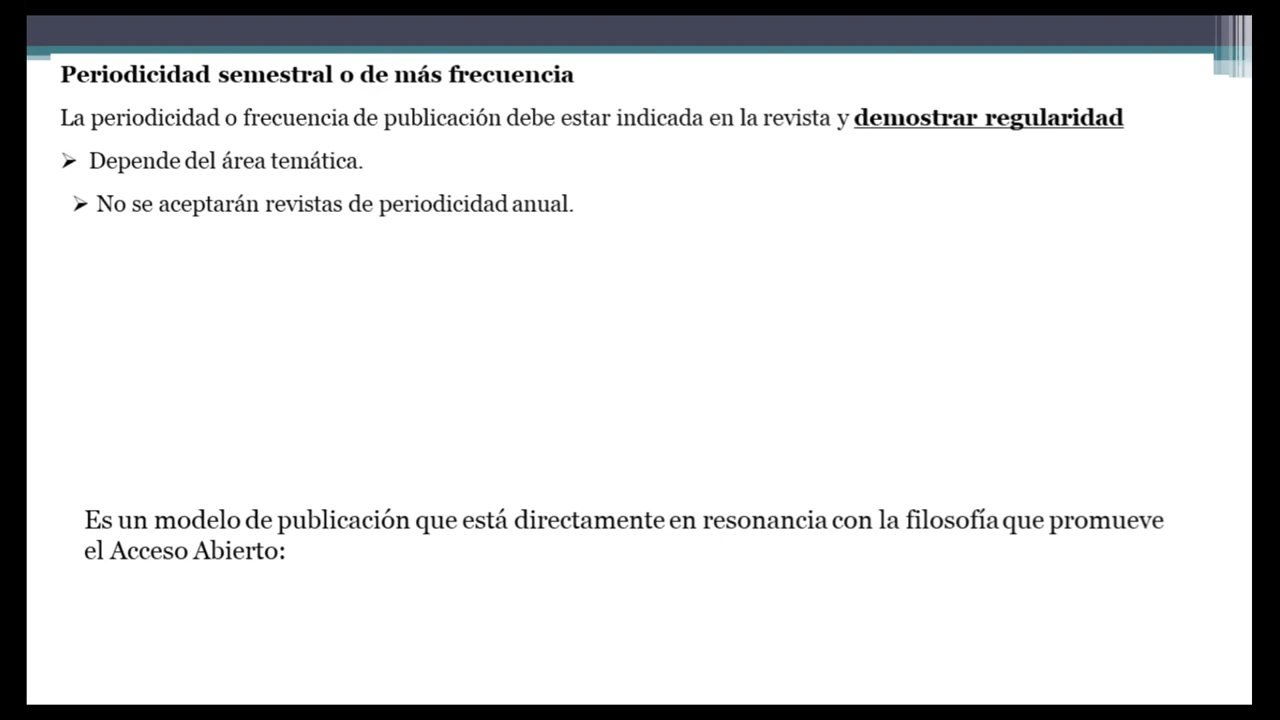 Periodicidad semestral o de más frecuencia
La periodicidad o frecuencia de publicación debe estar indicada en la revista y demostrar regularidad
Depende del área temática.
No se aceptarán revistas de periodicidad anual.
Es un modelo de publicación que está directamente en resonancia con la filosofía que promueve
el Acceso Abierto: